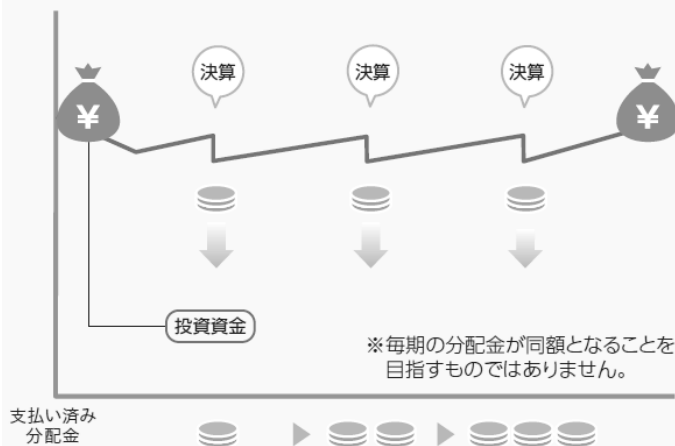 決算 決算 決算
¥ ¥
投資資金
※毎期の分配金が同額となることを
目指すものではありません。
支払い済み
分配金